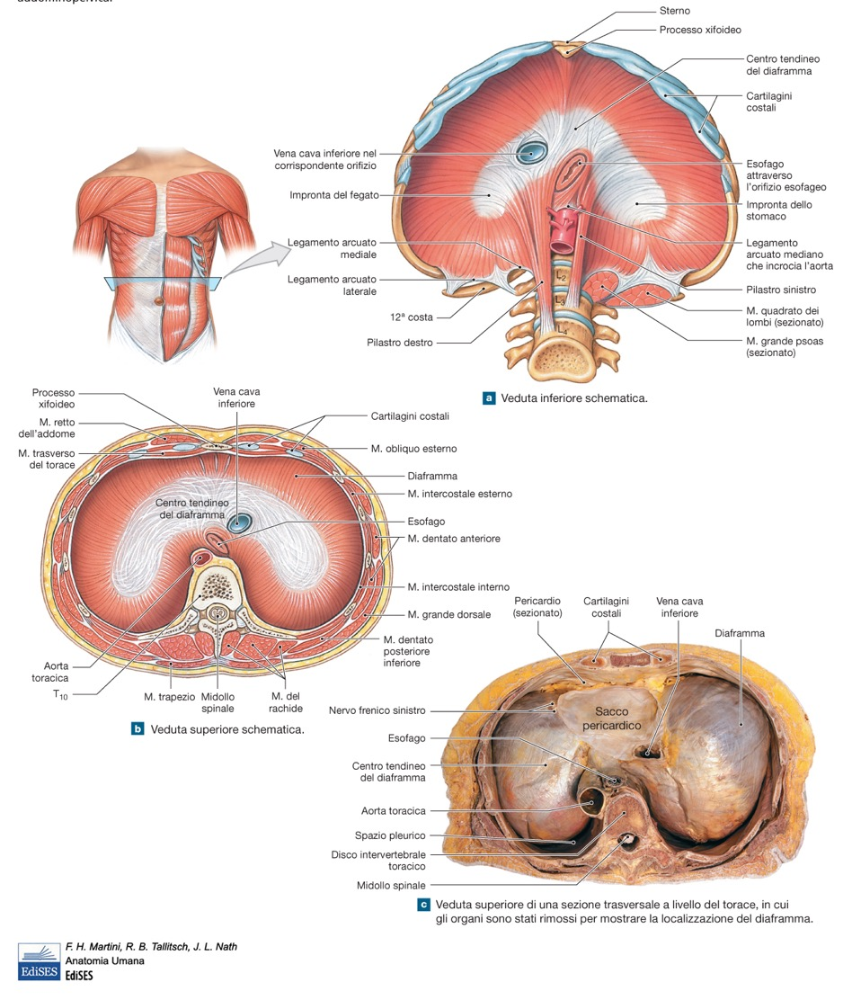 addominopelvica.
Sterno
Processo xifoideo
Centro tendineo
del diaframma
Cartilagini
costali
Vena cava inferiore nel
corrispondente orifizio
Esofago
attraverso
l'orifizio esofageo
Impronta del fegato
Impronta dello
stomaco
Legamento arcuato
mediale
Legamento
arcuato mediano
che incrocia l'aorta
Legamento arcuato
laterale
Pilastro sinistro
12ª costa
M. quadrato dei
lombi (sezionato)
Pilastro destro
M. grande psoas
(sezionato)
L2
L3
L4
a Veduta inferiore schematica.
Processo
xifoideo
Vena cava
inferiore
M. retto
dell'addome
Cartilagini costali
M. trasverso
del torace
M. obliquo esterno
Diaframma
M. intercostale esterno
Centro tendineo
del diaframma
Esofago
M. dentato anteriore
M. intercostale interno
M. grande dorsale
M. dentato
posteriore
inferiore
Aorta
toracica
T10
M. trapezio
Midollo
spinale
M. del
rachide
b Veduta superiore schematica.
Pericardio
(sezionato)
Cartilagini
costali
Vena cava
inferiore
Diaframma
Nervo frenico sinistro
Sacco
pericardico
Esofago
Centro tendineo
del diaframma
Aorta toracica
Spazio pleurico
Disco intervertebrale
toracico
Midollo spinale
c Veduta superiore di una sezione trasversale a livello del torace, in cui
gli organi sono stati rimossi per mostrare la localizzazione del diaframma.
F. H. Martini, R. B. Tallitsch, J. L. Nath
Anatomia Umana
EdiSES
EdiSES